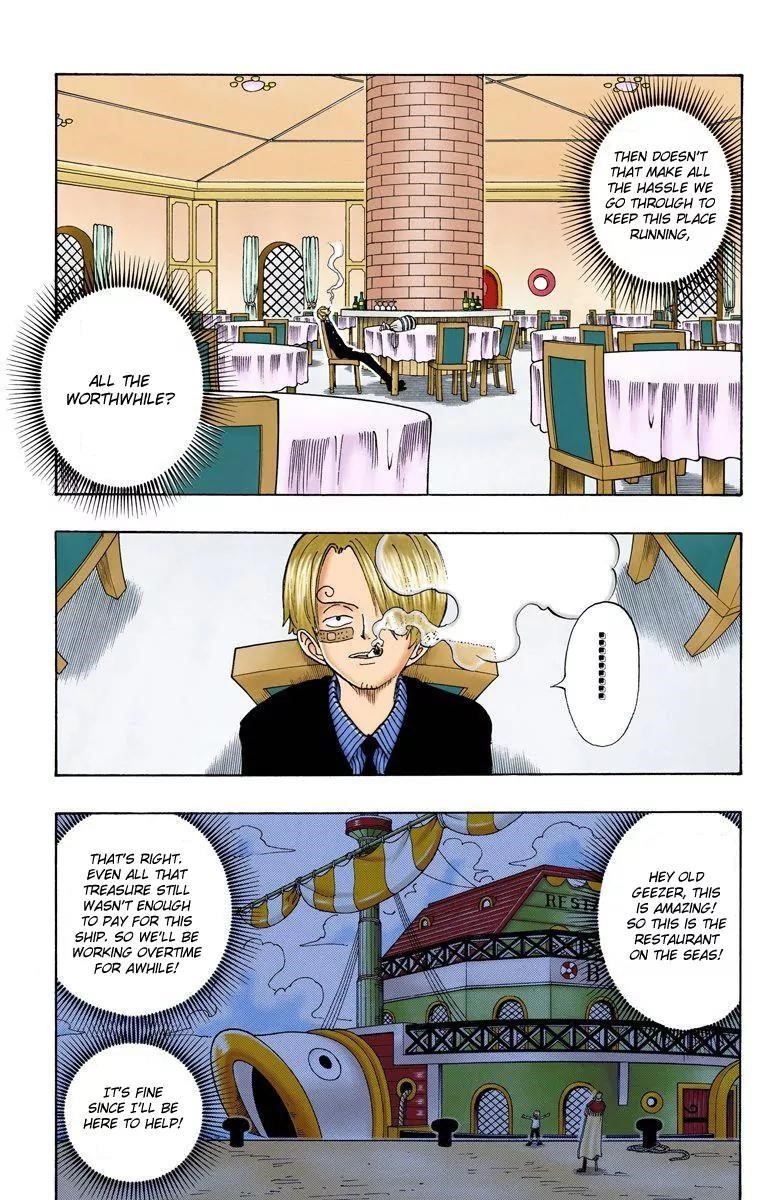 THEN DOESN'T
THAT MAKE ALL
THE HASSLE WE
GO THROUGH TO
KEEP THIS PLACE
RUNNING,
ALL THE
WORTHWHILE?
HEY OLD
GEEZER, THIS
IS AMAZING!
SO THIS IS THE
RESTAURANT
ON THE SEAS!
REST
B
THAT'S RIGHT.
EVEN ALL THAT
TREASURE STILL
WASN'T ENOUGH
TO PAY FOR THIS
SHIP. SO WE'LL BE
WORKING OVERTIME
FOR AWHILE!
IT'S FINE
SINCE I'LL BE
HERE TO HELP!